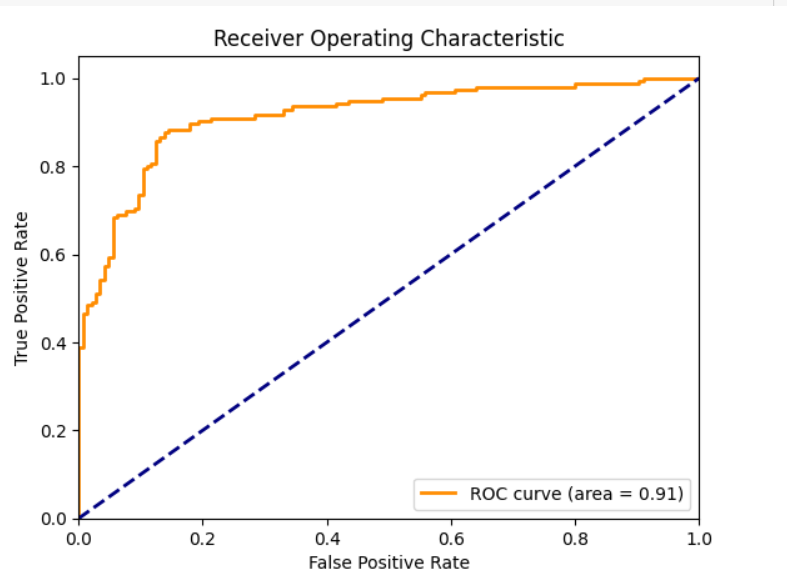 Receiver Operating Characteristic
True Positive Rate
1.0
0.8
0.6
0.4
0.2
0.0
ROC curve (area = 0.91)
0.0 0.2 0.4 0.6 0.8 1.0
False Positive Rate